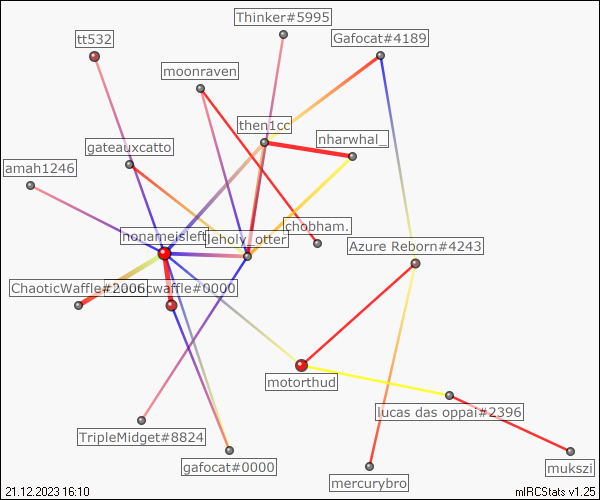 Thinker#5995
tt532
Gafocat#4189
moonraven
then1cc
nharwhal_
gateauxcatto
amah1246
chobham.
nonameisleft
leholy_otter
Azure Reborn#4243
ChaoticWaffle#2006
icwaffle#0000
motorthud
lucas das oppai#2396
TripleMidget#8824
gafocat#0000
mukszi
mercurybro
21.12.2023 16:10
mIRCStats v1.25